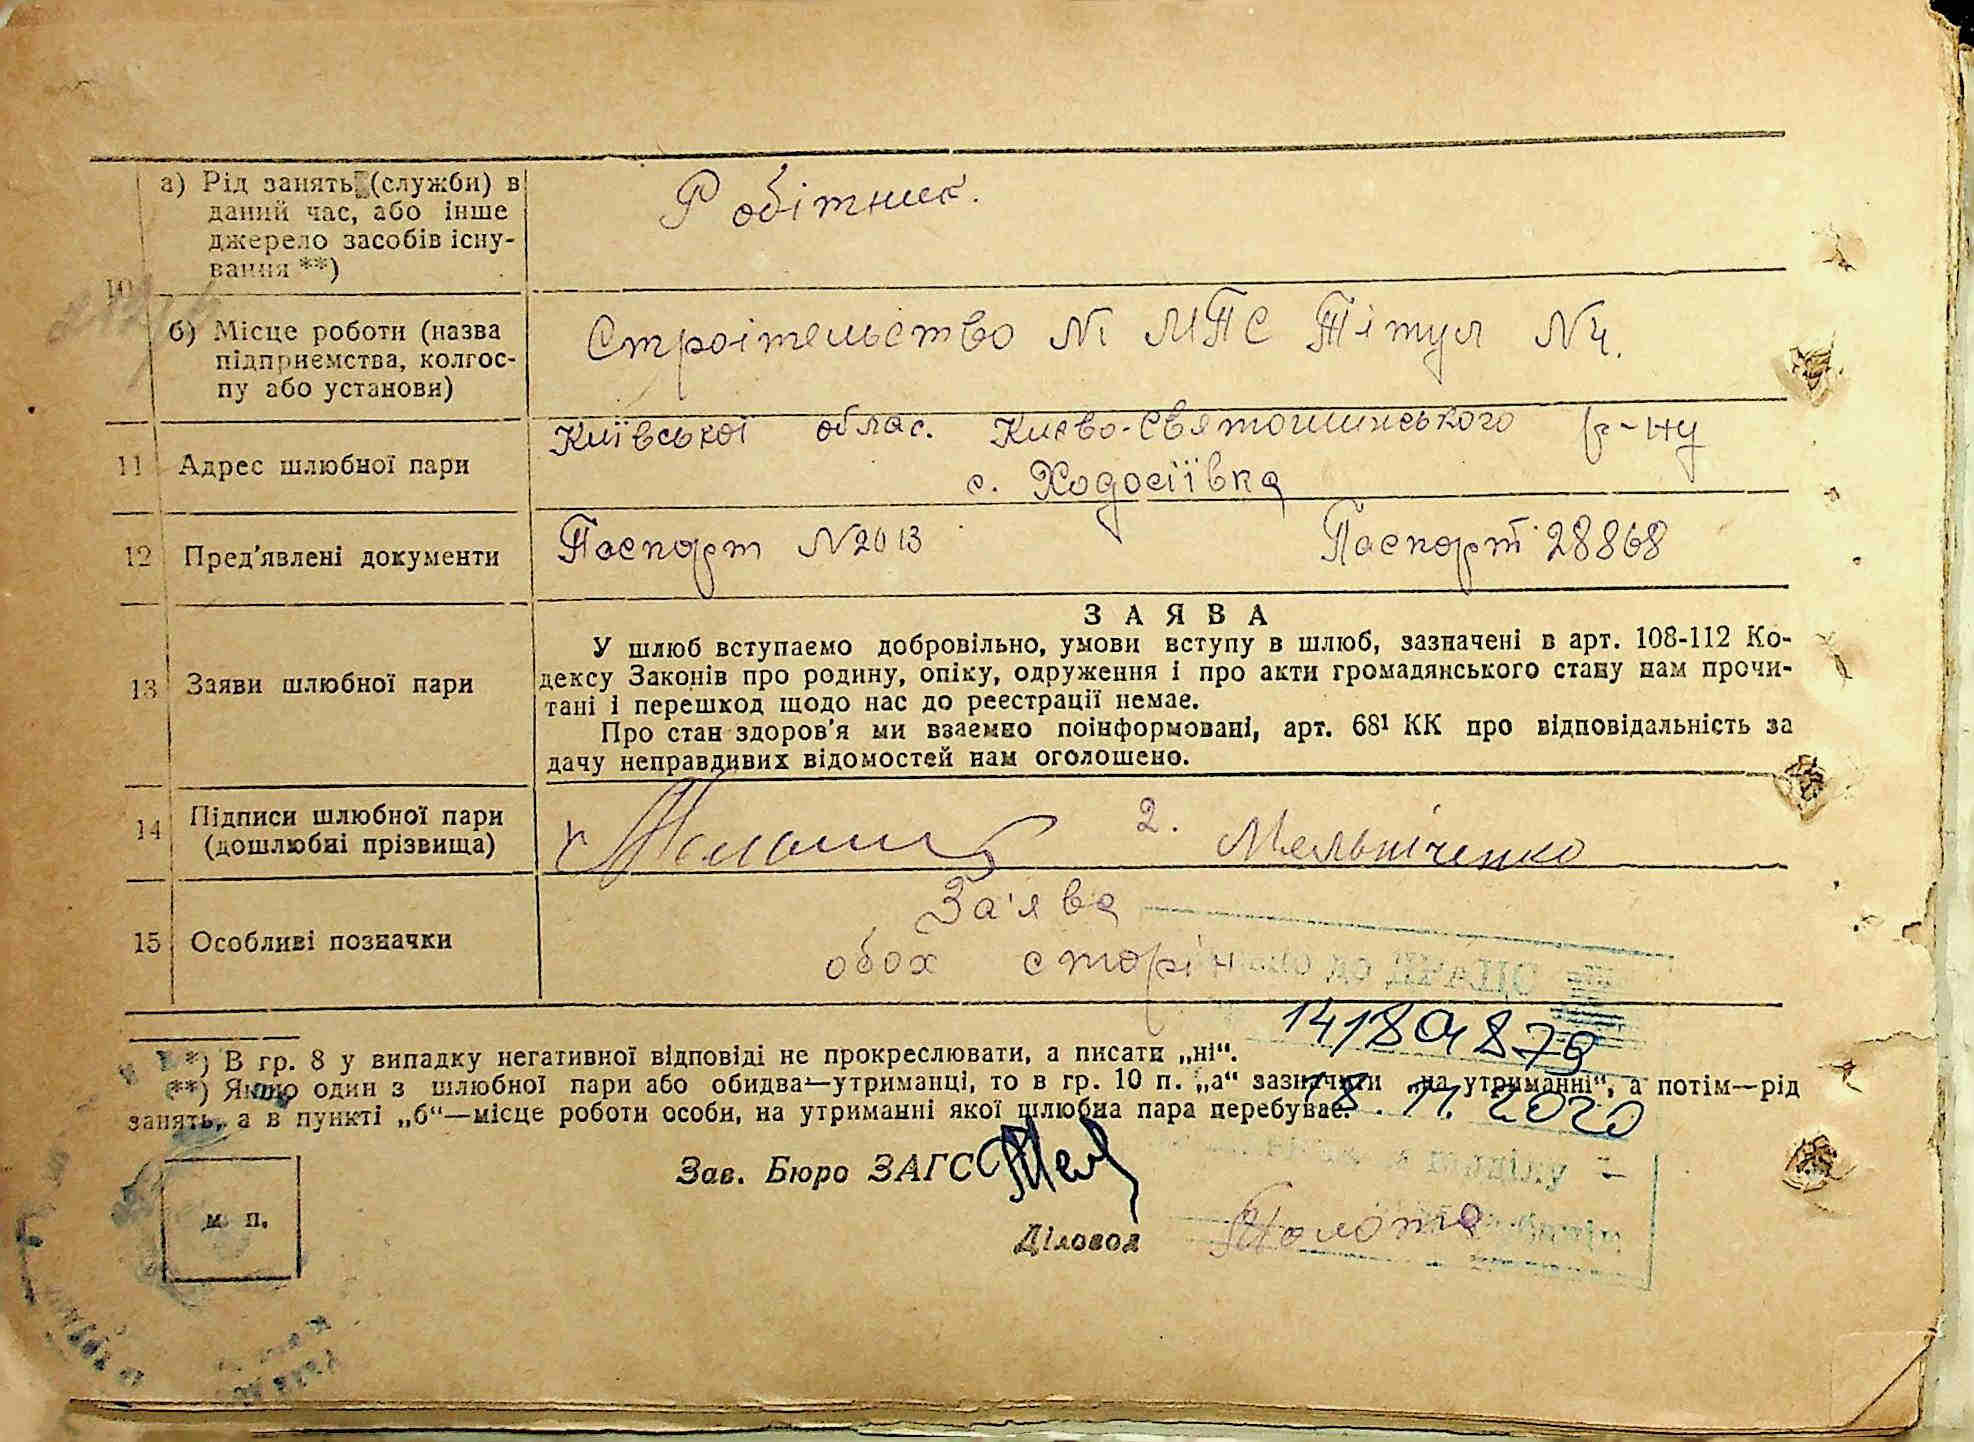 10 а) Рід занять (служби) в
даний час, або інше
джерело засобів існу-
вання **)
Робітник.
б) Місце роботи (назва
підприємства, колгос-
пу або установи)
Строітельство №1 МПС Тітул №4.
11 Адрес шлюбної пари
Київської облас. Києво-Святошинського р-ну
с. Ходосіївка
12 Пред'явлені документи
Паспорт №2013 Паспорт 28868
13 Заяви шлюбної пари
ЗАЯВА
У шлюб вступаємо добровільно, умови вступу в шлюб, зазначені в арт. 108-112 Ко-
дексу Законів про родину, опіку, одруження і про акти громадянського стану нам прочи-
тані і перешкод щодо нас до реєстрації немає.
Про стан здоров'я ми взаємно поінформовані, арт. 68¹ КК про відповідальність за
дачу неправдивих відомостей нам оголошено.
14 Підписи шлюбної пари
(дошлюбні прізвища)
2. Мельніченко
15 Особливі позначки
За'ява
обох сторін
14189879
18.11.2020
*) В гр. 8 у випадку негативної відповіді не прокреслювати, а писати „ні“.
**) Якщо один з шлюбної пари або обидва—утриманці, то в гр. 10 п. „а“ зазначити „на утриманні“, а потім—рід
занять, а в пункті „б“—місце роботи особи, на утриманні якої шлюбна пара перебуває.
Зав. Бюро ЗАГС
м. п.
Діловод